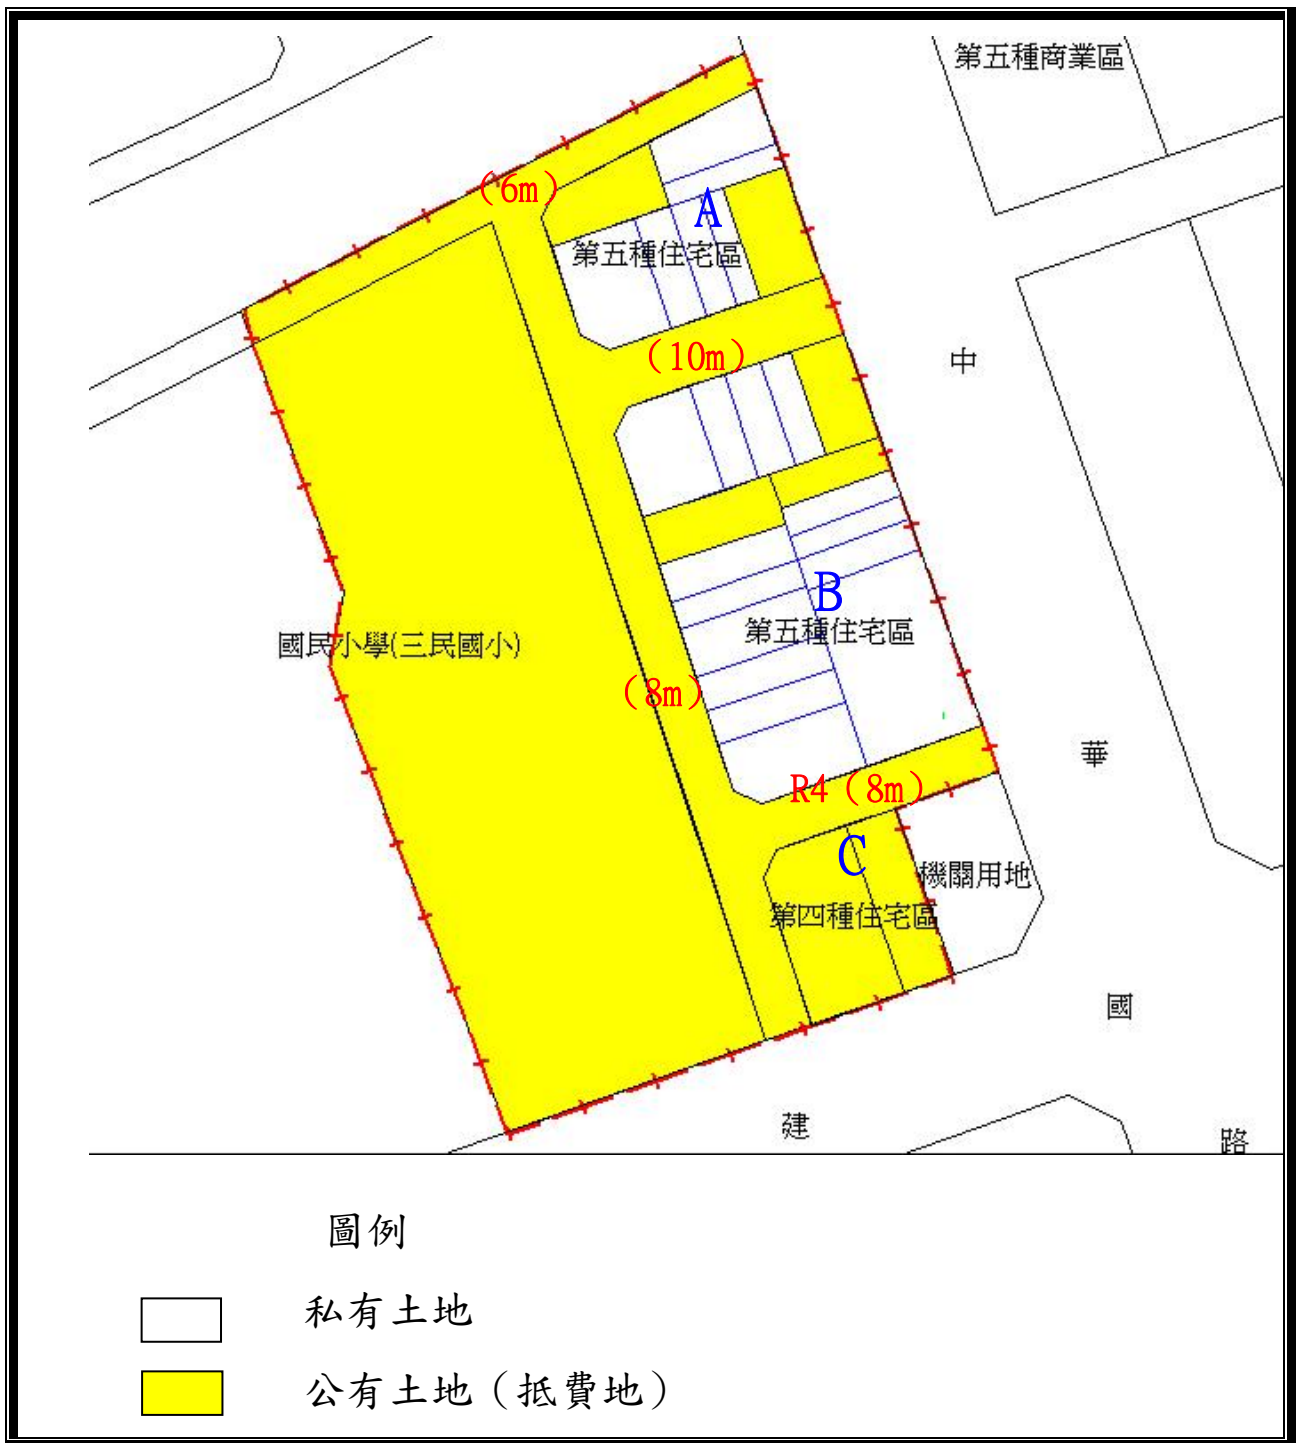 第五種商業區
(6m)
A
第五種住宅區
(10m)
中
B
第五種住宅區
國民小學(三民國小)
(8m)
華
R4(8m)
C
機關用地
第四種住宅區
國
建
路
圖例
私有土地
公有土地(抵費地)